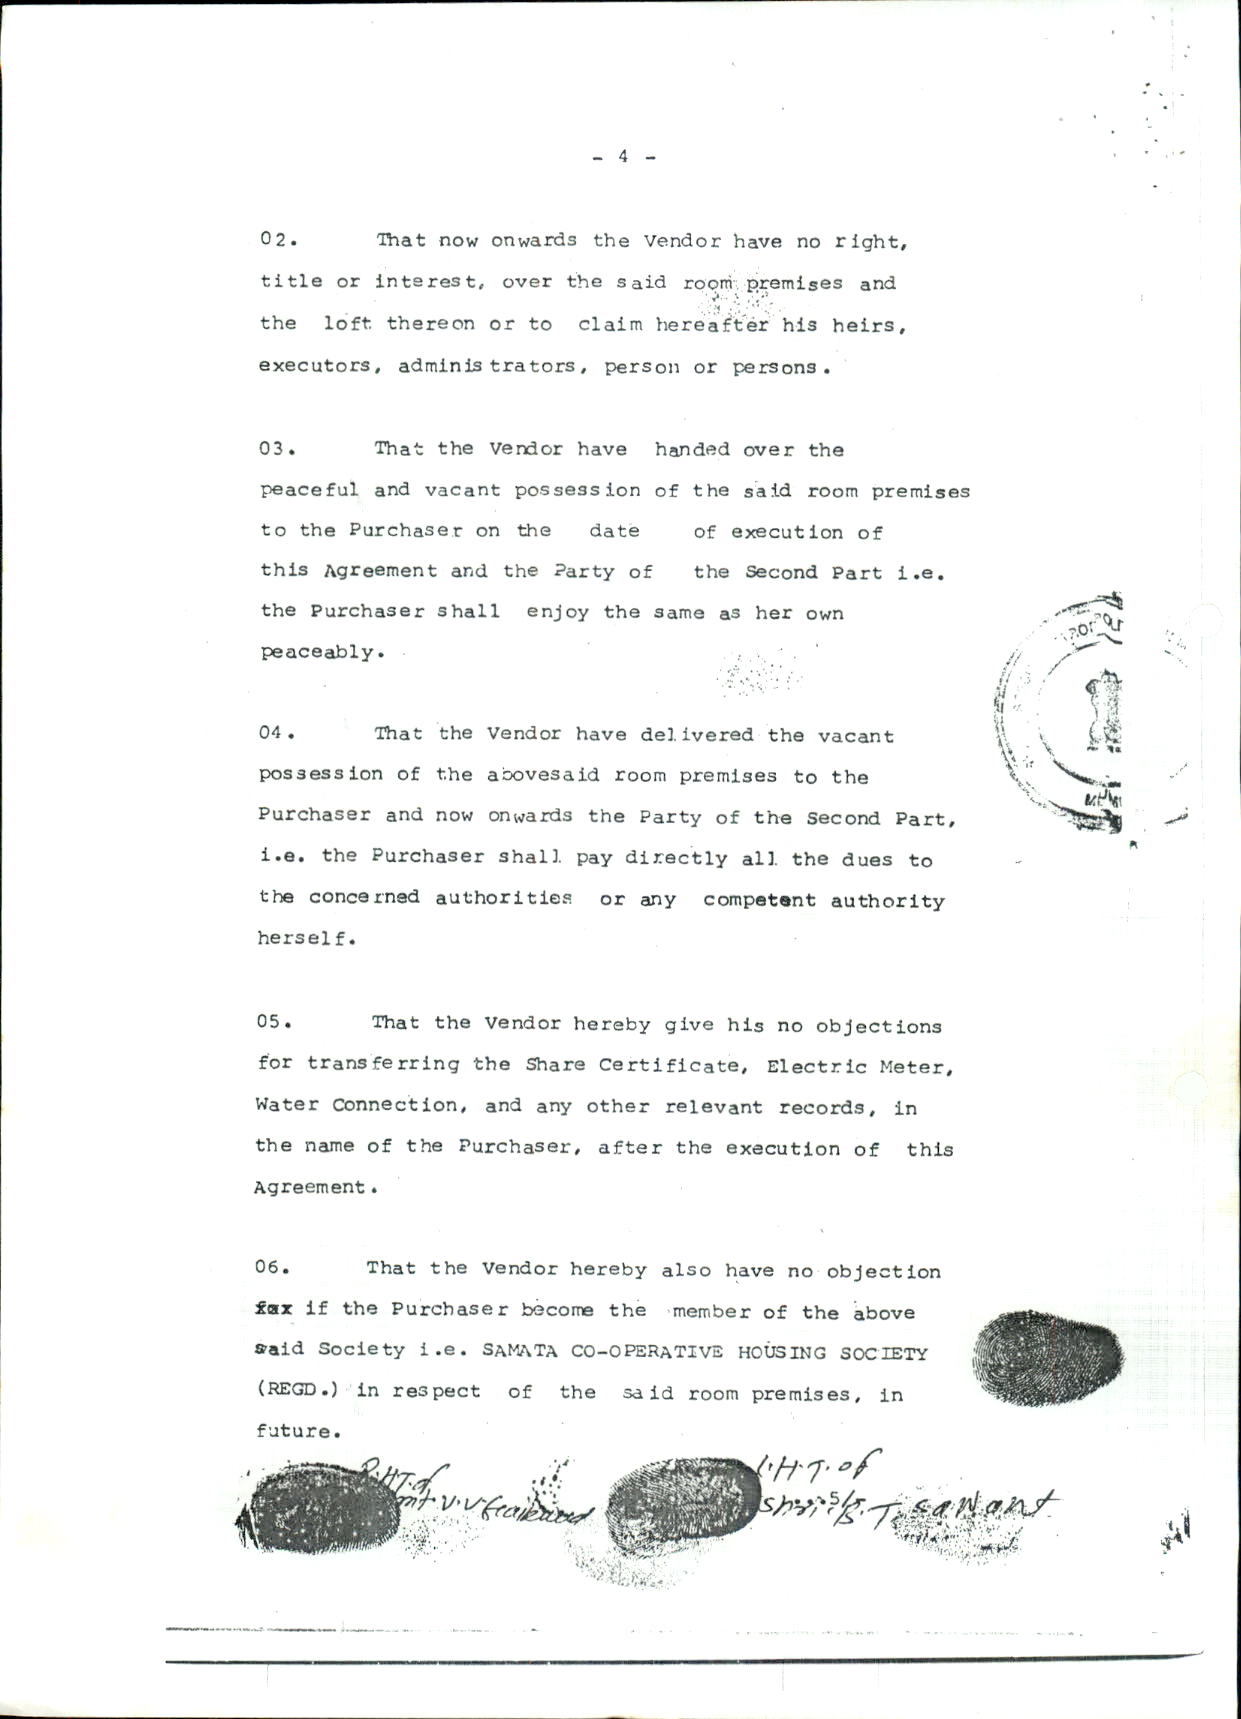 - 4 -
02. That now onwards the Vendor have no right,
title or interest, over the said room premises and
the loft thereon or to claim hereafter his heirs,
executors, administrators, person or persons.
03. That the Vendor have handed over the
peaceful and vacant possession of the said room premises
to the Purchaser on the date of execution of
this Agreement and the Party of the Second Part i.e.
the Purchaser shall enjoy the same as her own
peaceably.
04. That the Vendor have delivered the vacant
possession of the abovesaid room premises to the
Purchaser and now onwards the Party of the Second Part,
i.e. the Purchaser shall pay directly all the dues to
the concerned authorities or any competent authority
herself.
05. That the Vendor hereby give his no objections
for transferring the Share Certificate, Electric Meter,
Water Connection, and any other relevant records, in
the name of the Purchaser, after the execution of this
Agreement.
06. That the Vendor hereby also have no objection
if the Purchaser become the member of the above
said Society i.e. SAMATA CO-OPERATIVE HOUSING SOCIETY
(REGD.) in respect of the said room premises, in
future.
L.H.T. of
Sawant